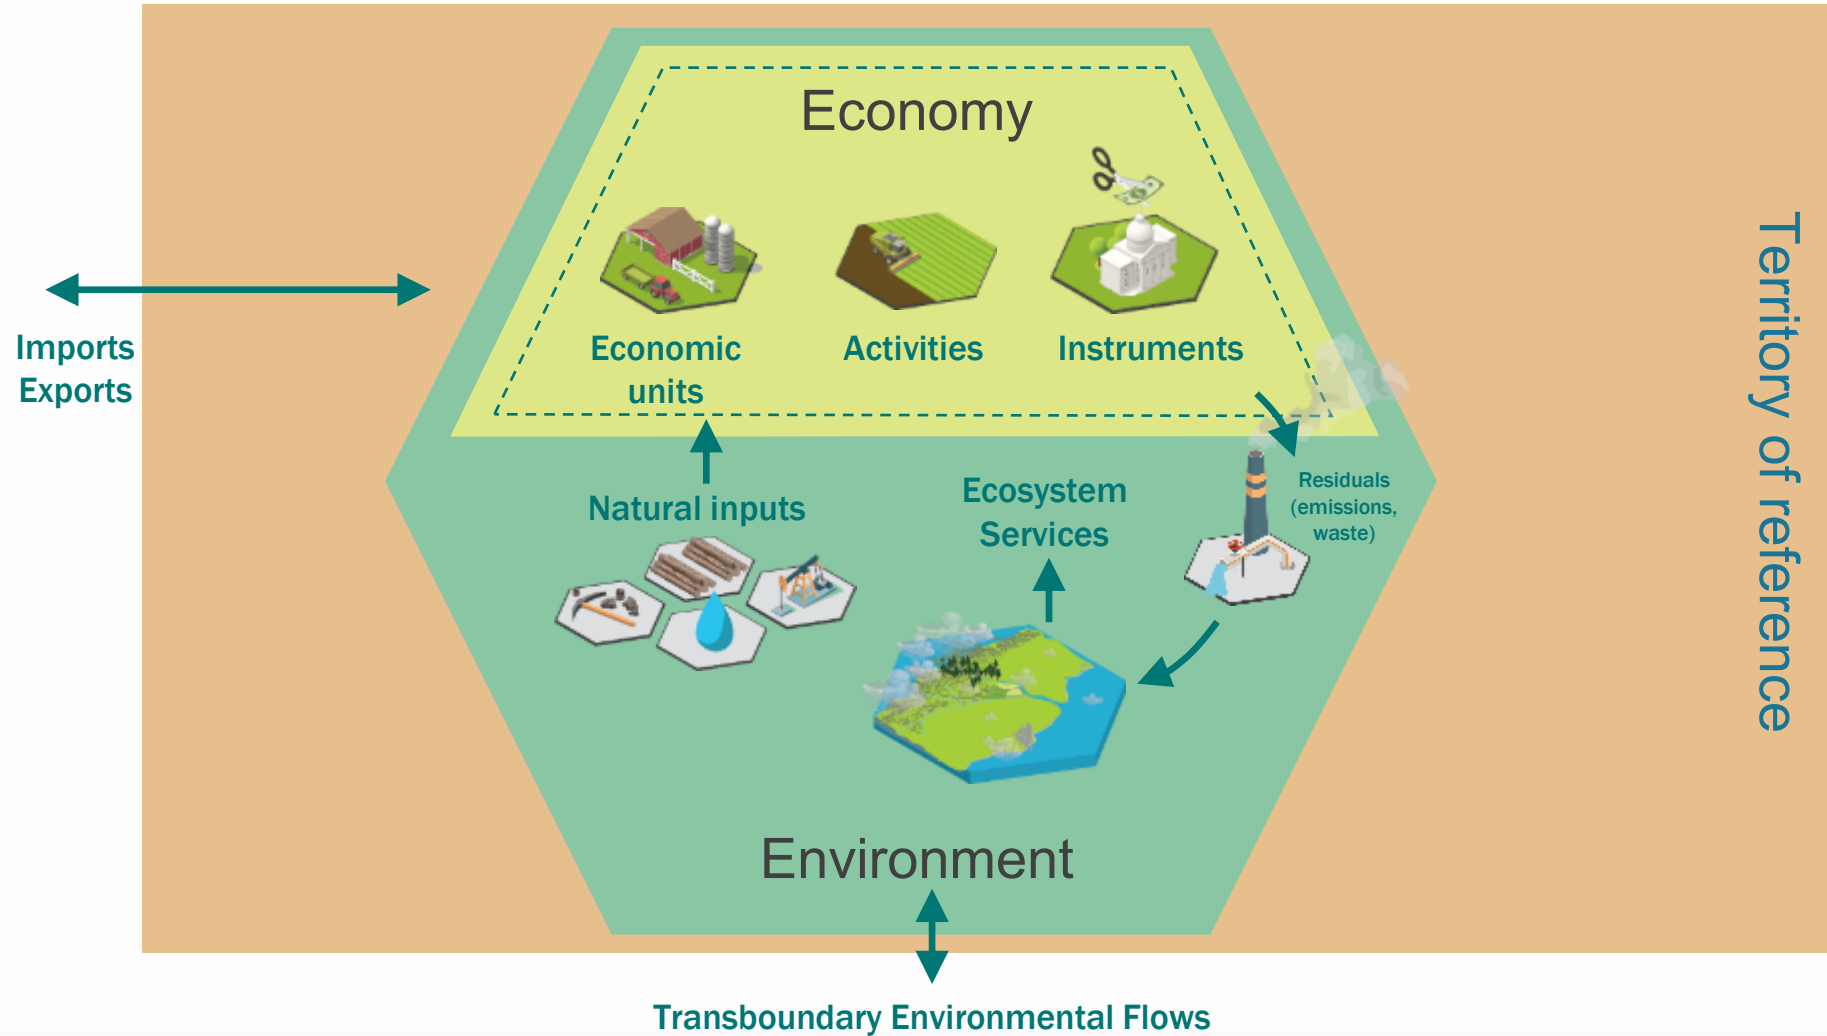 Economy
Economic
units
Activities
Instruments
Imports
Exports
Territory of reference
Natural inputs
Ecosystem
Services
Residuals
(emissions,
waste)
Environment
Transboundary Environmental Flows